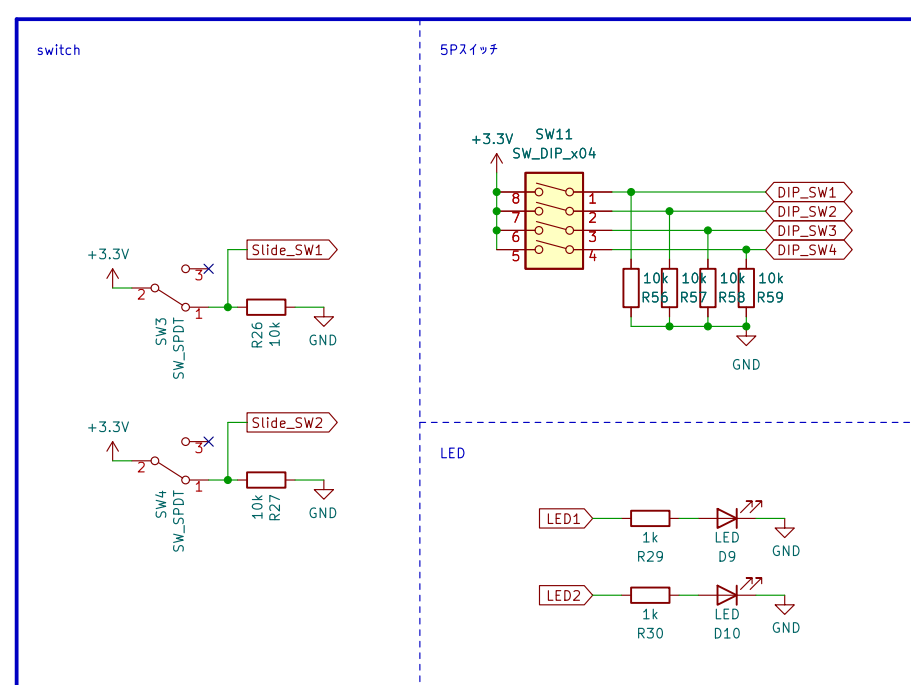 switch
+3.3V
Slide_SW1
3
2
1
SW3
SW_SPDT
R26
10k
GND
+3.3V
Slide_SW2
3
2
1
SW4
SW_SPDT
10k
R27
GND
5Pスイッチ
+3.3V
SW11
SW_DIP_x04
8
7
6
5
1
2
3
4
DIP_SW1
DIP_SW2
DIP_SW3
DIP_SW4
10k 10k 10k 10k
R56 R57 R58 R59
GND
LED
LED1
1k
R29
LED
D9
GND
LED2
1k
R30
LED
D10
GND